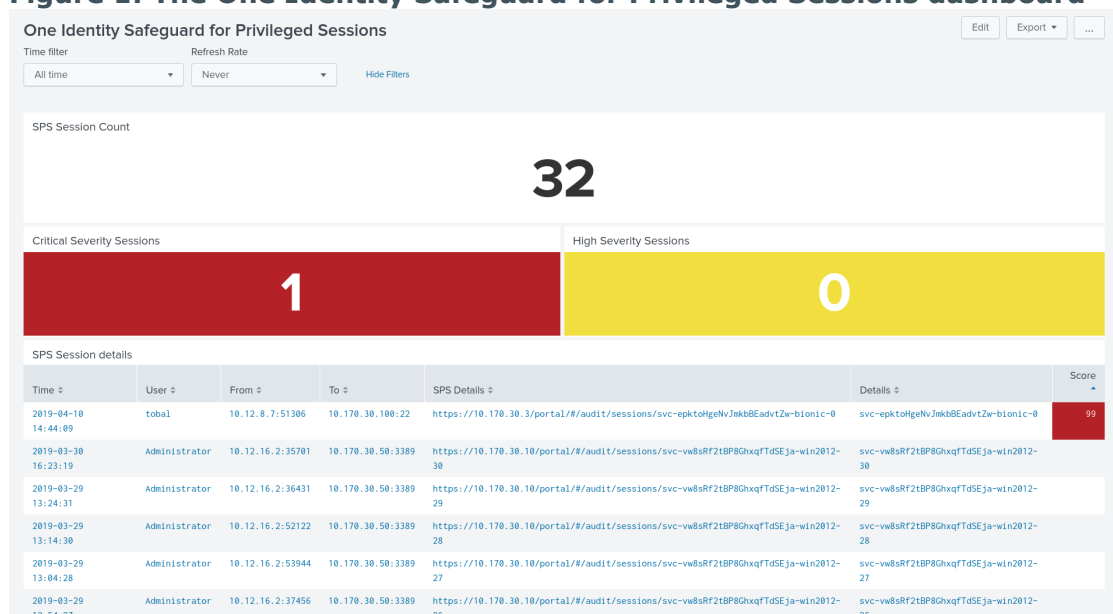 Figure 1: The One Identity Safeguard for Privileged Sessions dashboard
One Identity Safeguard for Privileged Sessions
Edit
Export
...
Time filter
Refresh Rate
All time
Never
Hide Filters
SPS Session Count
32
Critical Severity Sessions
High Severity Sessions
1
0
SPS Session details
Time
User
From
To
SPS Details
Details
Score
2019-04-10 tobal 10.12.8.7:51306 10.170.30.100:22 https://10.170.30.3/portal/#/audit/sessions/svc-epktoHgeNvJmkbBEadvtZw-bionic-0 svc-epktoHgeNvJmkbBEadvtZw-bionic-0 99
14:44:09
2019-03-30 Administrator 10.12.16.2:35701 10.170.30.50:3389 https://10.170.30.10/portal/#/audit/sessions/svc-vw8sRf2tBP8GhxqfTdSEja-win2012- svc-vw8sRf2tBP8GhxqfTdSEja-win2012-
16:23:19 30 30
2019-03-29 Administrator 10.12.16.2:36431 10.170.30.50:3389 https://10.170.30.10/portal/#/audit/sessions/svc-vw8sRf2tBP8GhxqfTdSEja-win2012- svc-vw8sRf2tBP8GhxqfTdSEja-win2012-
13:24:31 29 29
2019-03-29 Administrator 10.12.16.2:52122 10.170.30.50:3389 https://10.170.30.10/portal/#/audit/sessions/svc-vw8sRf2tBP8GhxqfTdSEja-win2012- svc-vw8sRf2tBP8GhxqfTdSEja-win2012-
13:14:30 28 28
2019-03-29 Administrator 10.12.16.2:53944 10.170.30.50:3389 https://10.170.30.10/portal/#/audit/sessions/svc-vw8sRf2tBP8GhxqfTdSEja-win2012- svc-vw8sRf2tBP8GhxqfTdSEja-win2012-
13:04:28 27 27
2019-03-29 Administrator 10.12.16.2:37456 10.170.30.50:3389 https://10.170.30.10/portal/#/audit/sessions/svc-vw8sRf2tBP8GhxqfTdSEja-win2012- svc-vw8sRf2tBP8GhxqfTdSEja-win2012-